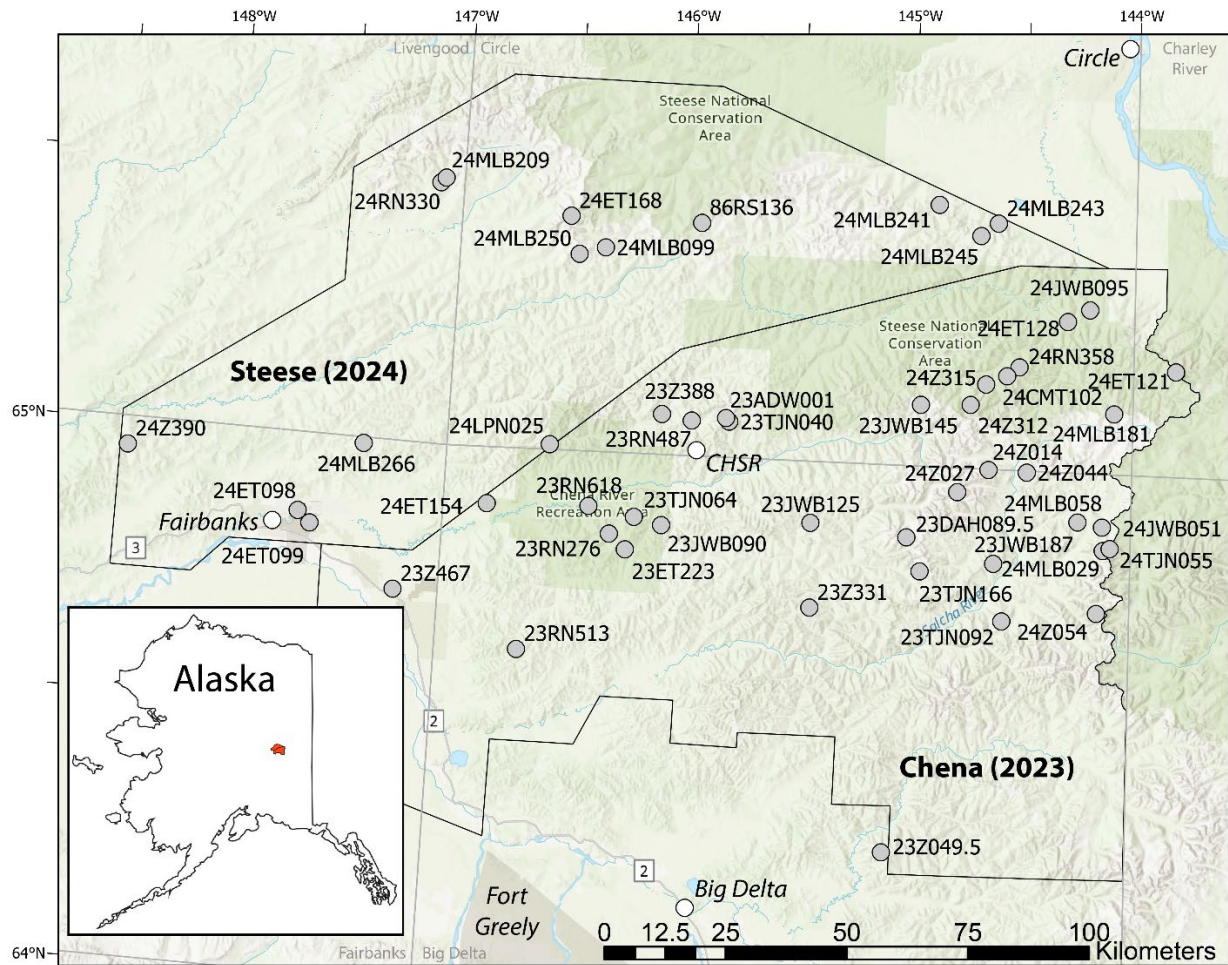 148°W
147°W
146°W
145°W
144°W
Livengood
Circle
Circle
Charley
River
Steese National
Conservation
Area
24MLB209
24RN330
24ET168
86RS136
24MLB241
24MLB243
24MLB250
24MLB099
24MLB245
24JWB095
24ET128
Steese National
Conservation
Area
Steese (2024)
24RN358
24Z315
24ET121
24CMT102
23Z388
23ADW001
65°N
24Z390
24LPN025
23RN487
23TJN040
23JWB145
24Z312
24MLB181
24MLB266
CHSR
24Z014
24Z027
24Z044
24ET098
24ET154
23RN618
Chena River
Recreation Area
23TJN064
23JWB125
24MLB058
Fairbanks
23DAH089.5
24JWB051
3
24ET099
23RN276
23JWB090
23JWB187
24TJN055
23ET223
24MLB029
23Z467
23TJN166
23Z331
Salcha River
23RN513
23TJN092
24Z054
Alaska
2
Chena (2023)
23Z049.5
2
Big Delta
Fort
Greely
64°N
Fairbanks
Big Delta
0 12.5 25 50 75 100
Kilometers